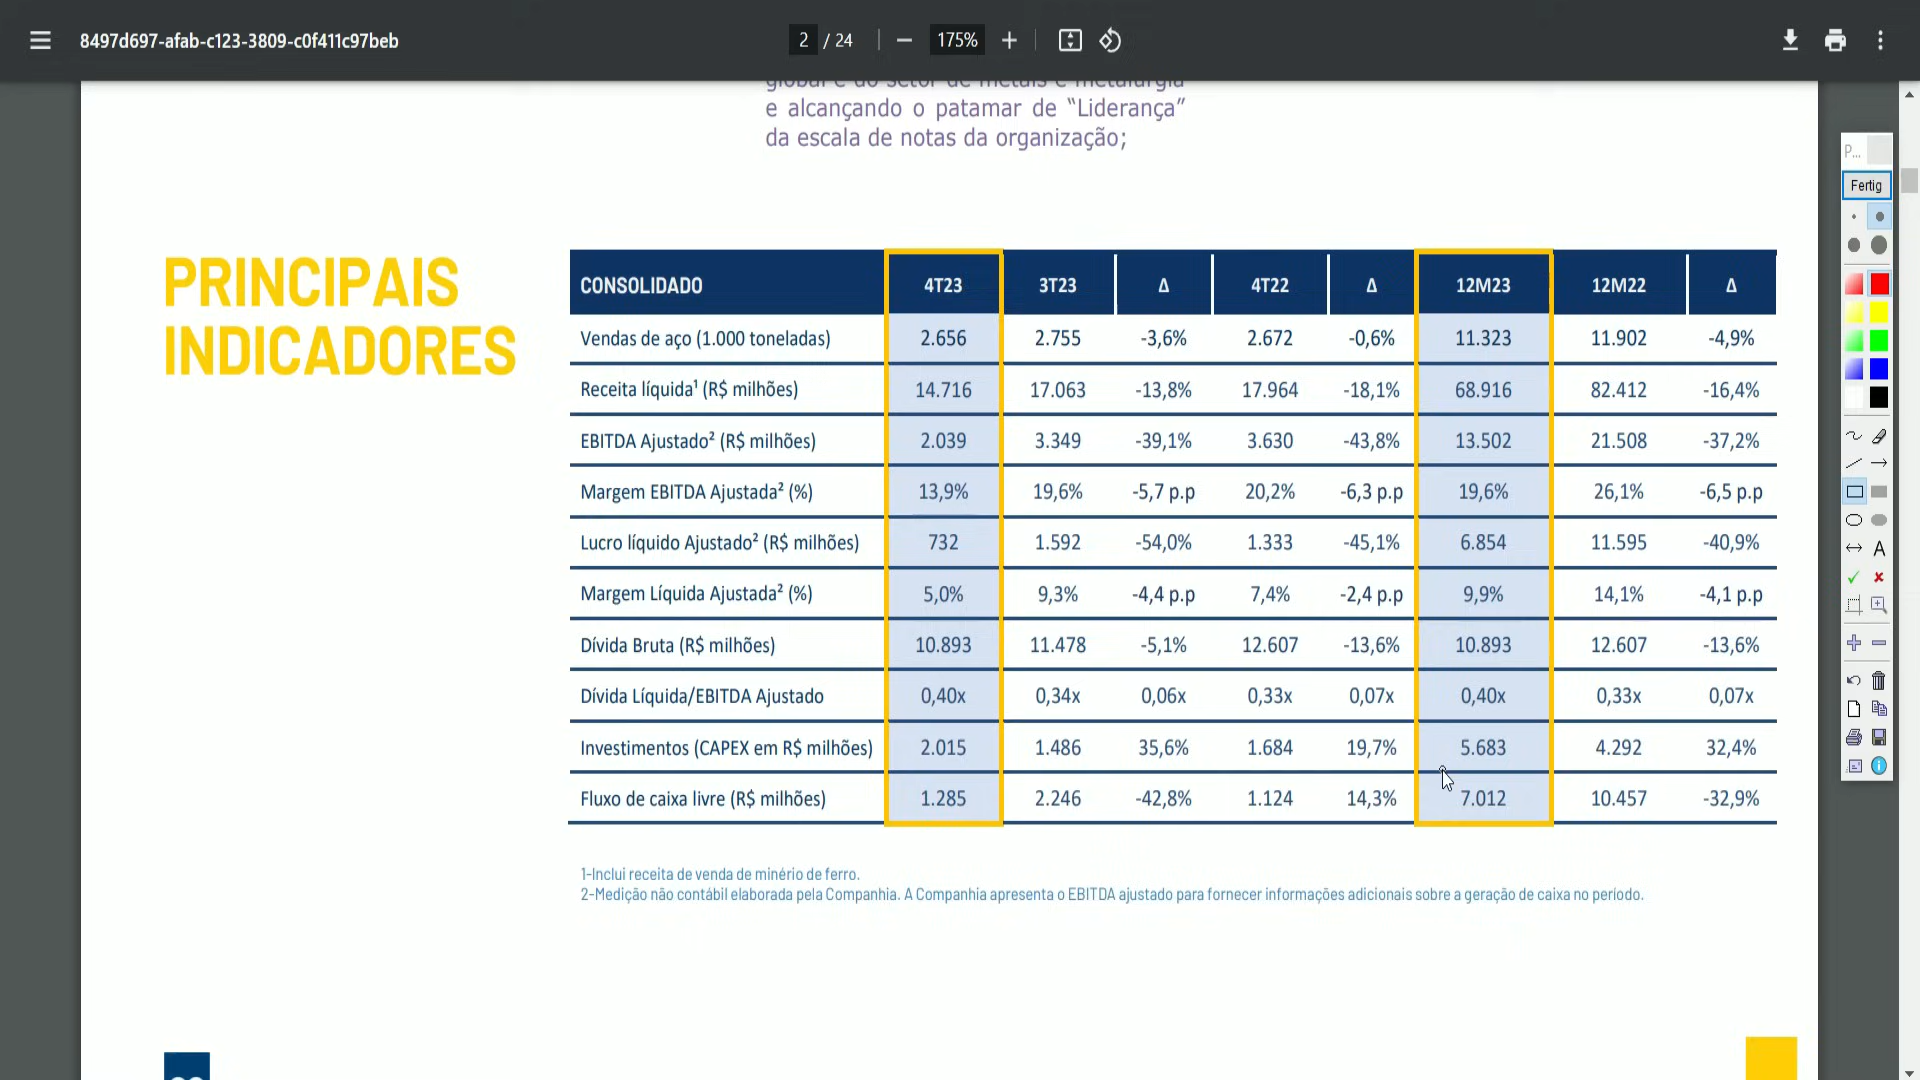 8497d697-afab-c123-3809-c0f411c97beb
2 / 24
175%
global e do setor de metais e metalurgia
e alcançando o patamar de “Liderança”
da escala de notas da organização;
P...
Fertig
PRINCIPAIS
INDICADORES
CONSOLIDADO 4T23 3T23 Δ 4T22 Δ 12M23 12M22 Δ
Vendas de aço (1.000 toneladas) 2.656 2.755 -3,6% 2.672 -0,6% 11.323 11.902 -4,9%
Receita líquida¹ (R$ milhões) 14.716 17.063 -13,8% 17.964 -18,1% 68.916 82.412 -16,4%
EBITDA Ajustado² (R$ milhões) 2.039 3.349 -39,1% 3.630 -43,8% 13.502 21.508 -37,2%
Margem EBITDA Ajustada² (%) 13,9% 19,6% -5,7 p.p 20,2% -6,3 p.p 19,6% 26,1% -6,5 p.p
Lucro líquido Ajustado² (R$ milhões) 732 1.592 -54,0% 1.333 -45,1% 6.854 11.595 -40,9%
Margem Líquida Ajustada² (%) 5,0% 9,3% -4,4 p.p 7,4% -2,4 p.p 9,9% 14,1% -4,1 p.p
Dívida Bruta (R$ milhões) 10.893 11.478 -5,1% 12.607 -13,6% 10.893 12.607 -13,6%
Dívida Líquida/EBITDA Ajustado 0,40x 0,34x 0,06x 0,33x 0,07x 0,40x 0,33x 0,07x
Investimentos (CAPEX em R$ milhões) 2.015 1.486 35,6% 1.684 19,7% 5.683 4.292 32,4%
Fluxo de caixa livre (R$ milhões) 1.285 2.246 -42,8% 1.124 14,3% 7.012 10.457 -32,9%
1-Inclui receita de venda de minério de ferro.
2-Medição não contábil elaborada pela Companhia. A Companhia apresenta o EBITDA ajustado para fornecer informações adicionais sobre a geração de caixa no período.